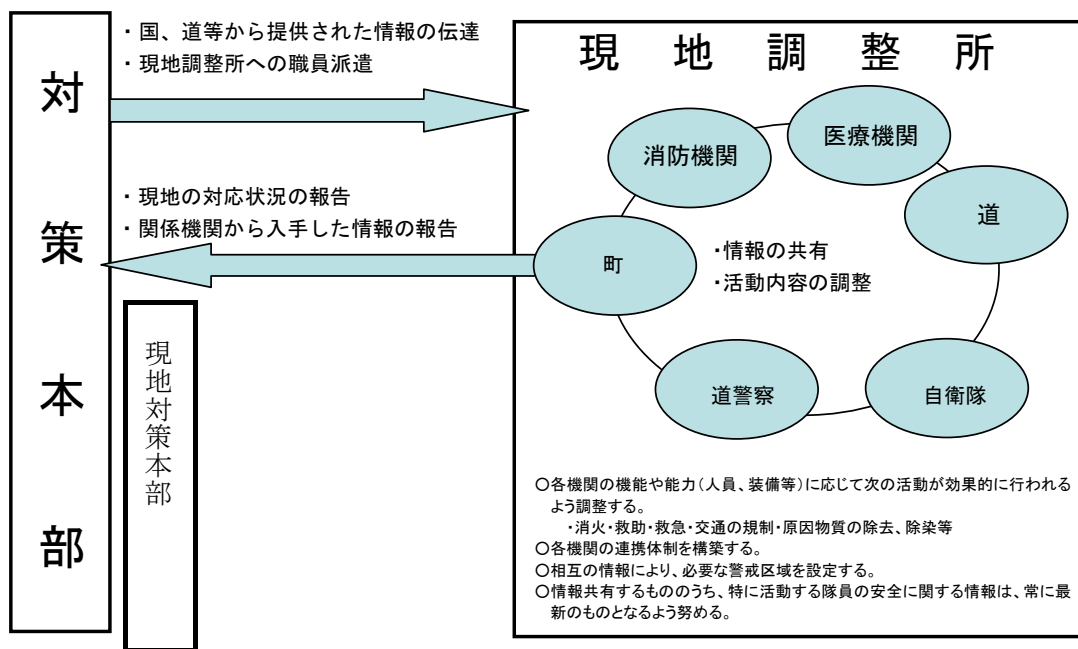 対策本部
・国、道等から提供された情報の伝達
・現地調整所への職員派遣
・現地の対応状況の報告
・関係機関から入手した情報の報告
現地対策本部
現地調整所
消防機関
医療機関
道
町
・情報の共有
・活動内容の調整
道警察
自衛隊
○各機関の機能や能力(人員、装備等)に応じて次の活動が効果的に行われる
よう調整する。
・消火・救助・救急・交通の規制・原因物質の除去、除染等
○各機関の連携体制を構築する。
○相互の情報により、必要な警戒区域を設定する。
○情報共有するもののうち、特に活動する隊員の安全に関する情報は、常に最
新のものとなるよう努める。